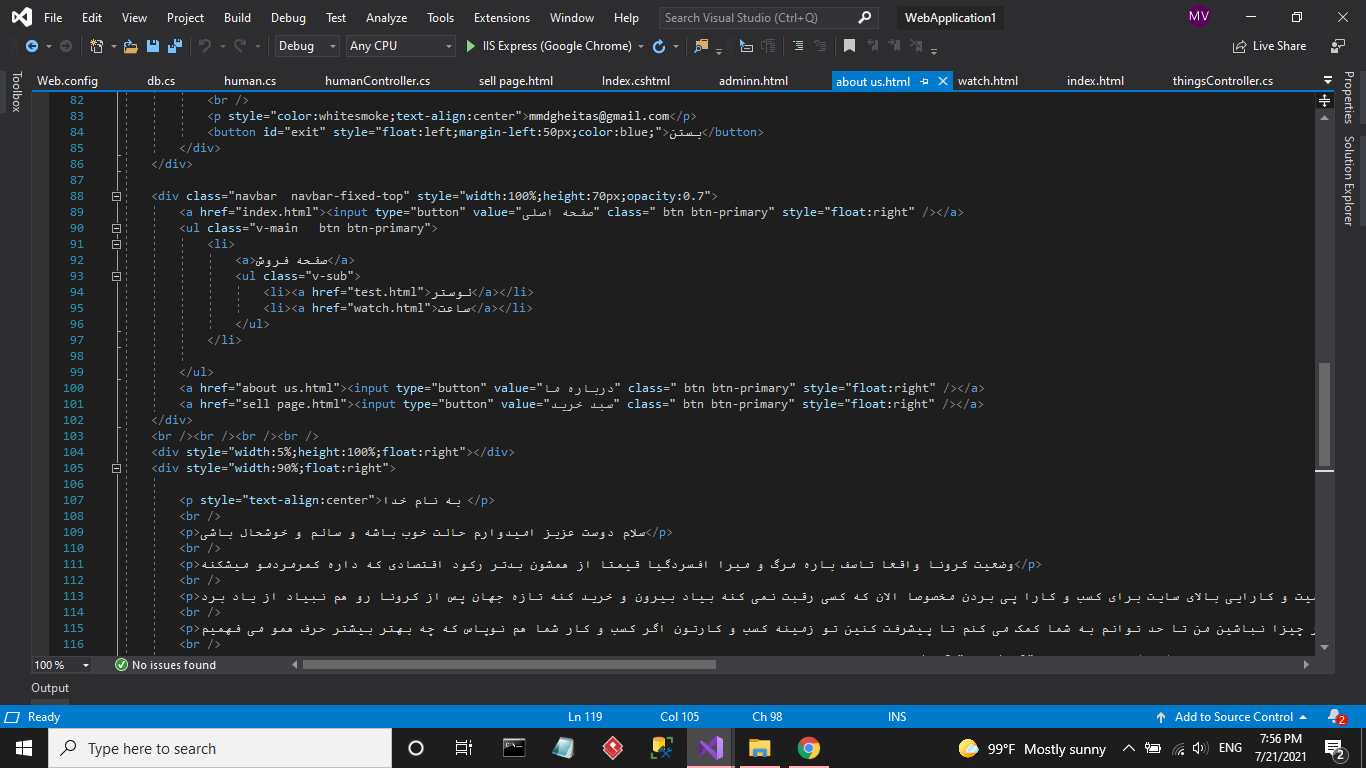 File Edit View Project Build Debug Test Analyze Tools Extensions Window Help Search Visual Studio (Ctrl+Q) WebApplication1 MV
Debug Any CPU IIS Express (Google Chrome) Live Share
Web.config db.cs human.cs humanController.cs sell page.html Index.cshtml adminn.html about us.html watch.html index.html thingsController.cs
Toolbox
Properties
Solution Explorer
82 <br />
83 <p style="color:whitesmoke;text-align:center">mmdgheitas@gmail.com</p>
84 <button id="exit" style="float:left;margin-left:50px;color:blue;">بستن</button>
85 </div>
86 </div>
87
88 <div class="navbar  navbar-fixed-top" style="width:100%;height:70px;opacity:0.7">
89 <a href="index.html"><input type="button" value="صفحه اصلی" class=" btn btn-primary" style="float:right" /></a>
90 <ul class="v-main   btn btn-primary">
91 <li>
92 <a>صفحه فروش</a>
93 <ul class="v-sub">
94 <li><a href="test.html">لوستر</a></li>
95 <li><a href="watch.html">ساعت</a></li>
96 </ul>
97 </li>
98
99 </ul>
100 <a href="about us.html"><input type="button" value="درباره ما" class=" btn btn-primary" style="float:right" /></a>
101 <a href="sell page.html"><input type="button" value="سبد خرید" class=" btn btn-primary" style="float:right" /></a>
102 </div>
103 <br /><br /><br /><br />
104 <div style="width:5%;height:100%;float:right"></div>
105 <div style="width:90%;float:right">
106
107 <p style="text-align:center">به نام خدا </p>
108 <br />
109 <p>سلام دوست عزیز امیدوارم حالت خوب باشه و سالم و خوشحال باشی</p>
110 <br />
111 <p>وضعیت کرونا واقعا تاسف باره مرگ و میرا افسردگیا قیمتا از همشون بدتر رکود اقتصادی که داره کمرمردمو میشکنه</p>
112 <br />
113 <p>میت و کارایی بالای سایت برای کسب و کارا پی بردن مخصوصا الان که کسی رقبت نمی کنه بیاد بیرون و خرید کنه تازه جهان پس از کرونا رو هم نبیاد از یاد برد
114 <br />
115 <p>ر چیزا نباشین من تا حد توانم به شما کمک می کنم تا پیشرفت کنین تو زمینه کسب و کارتون اگر کسب و کار شما هم نوپاس که چه بهتر بیشتر حرف همو می فهمیم
116 <br />
100 % No issues found
Output
Ready Ln 119 Col 105 Ch 98 INS Add to Source Control 2
Type here to search 99°F Mostly sunny ENG 7:56 PM 7/21/2021 2